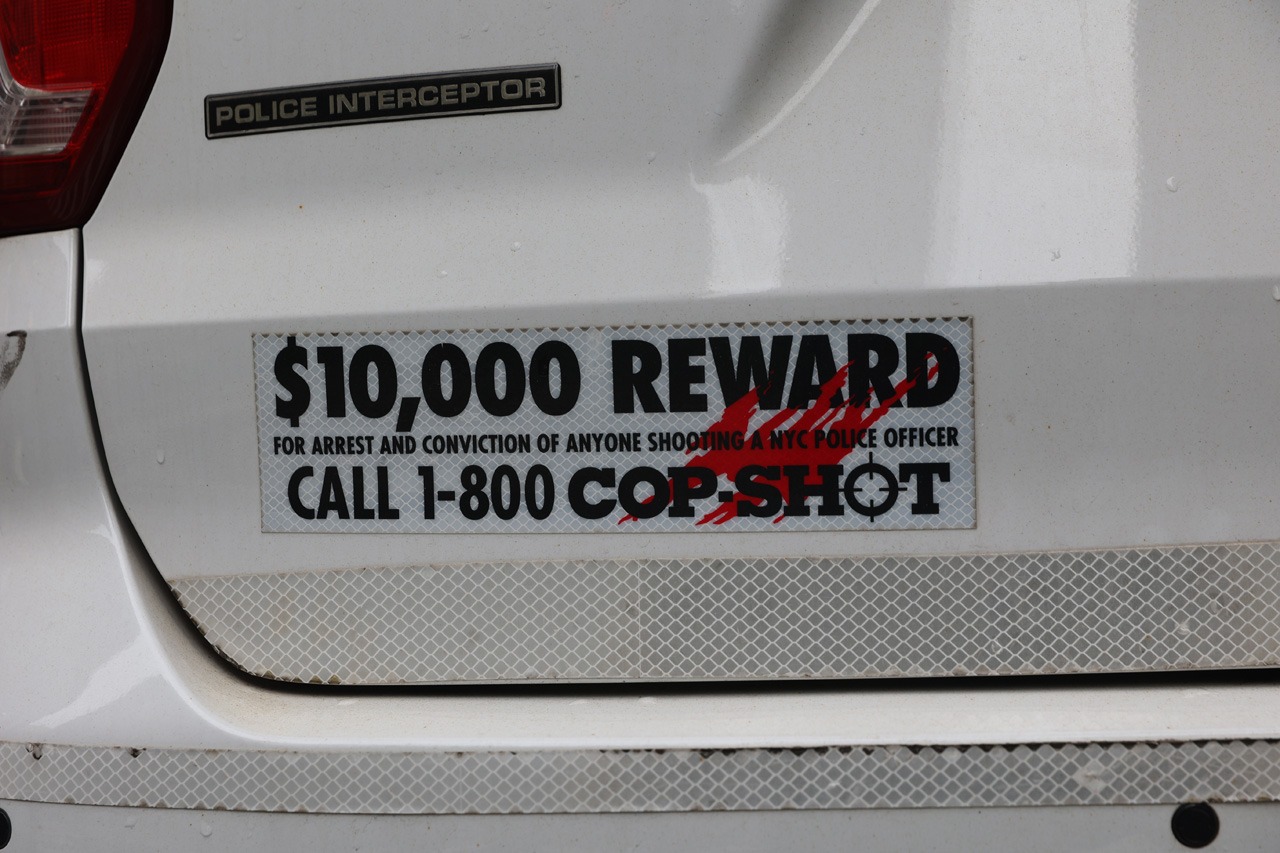 POLICE INTERCEPTOR
$10,000 REWARD
FOR ARREST AND CONVICTION OF ANYONE SHOOTING A NYC POLICE OFFICER
CALL 1-800 COP-SHOT